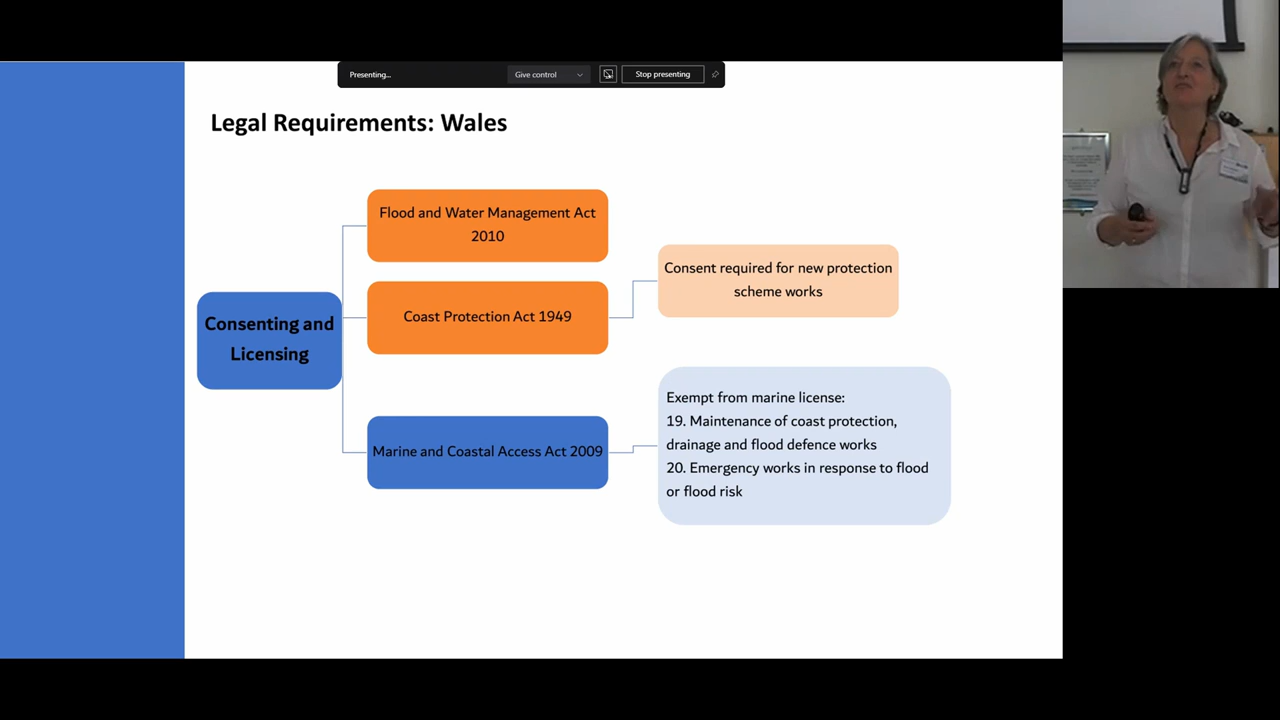 Presenting...
Give control
Stop presenting
Legal Requirements: Wales
Flood and Water Management Act
2010
Consent required for new protection
scheme works
Coast Protection Act 1949
Consenting and
Licensing
Exempt from marine license:
19. Maintenance of coast protection,
drainage and flood defence works
20. Emergency works in response to flood
or flood risk
Marine and Coastal Access Act 2009